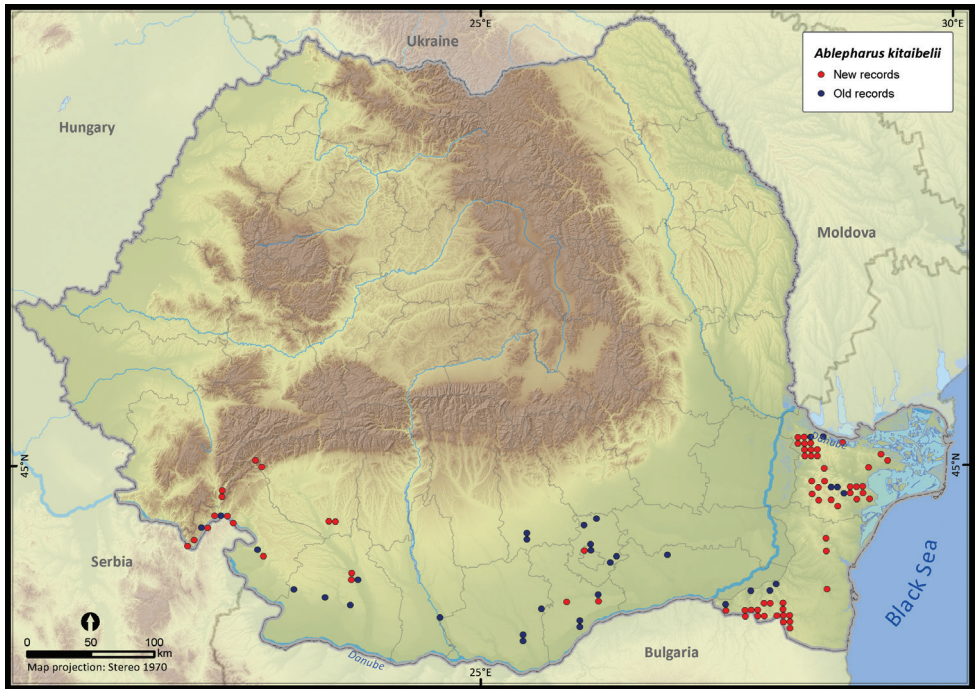 25°E
30°E
Ukraine
Ablepharus kitaibelii
New records
Old records
Hungary
Moldova
Danube
45°N
45°N
Serbia
Black Sea
0 50 100
km
Map projection: Stereo 1970
Danube
Bulgaria
25°E